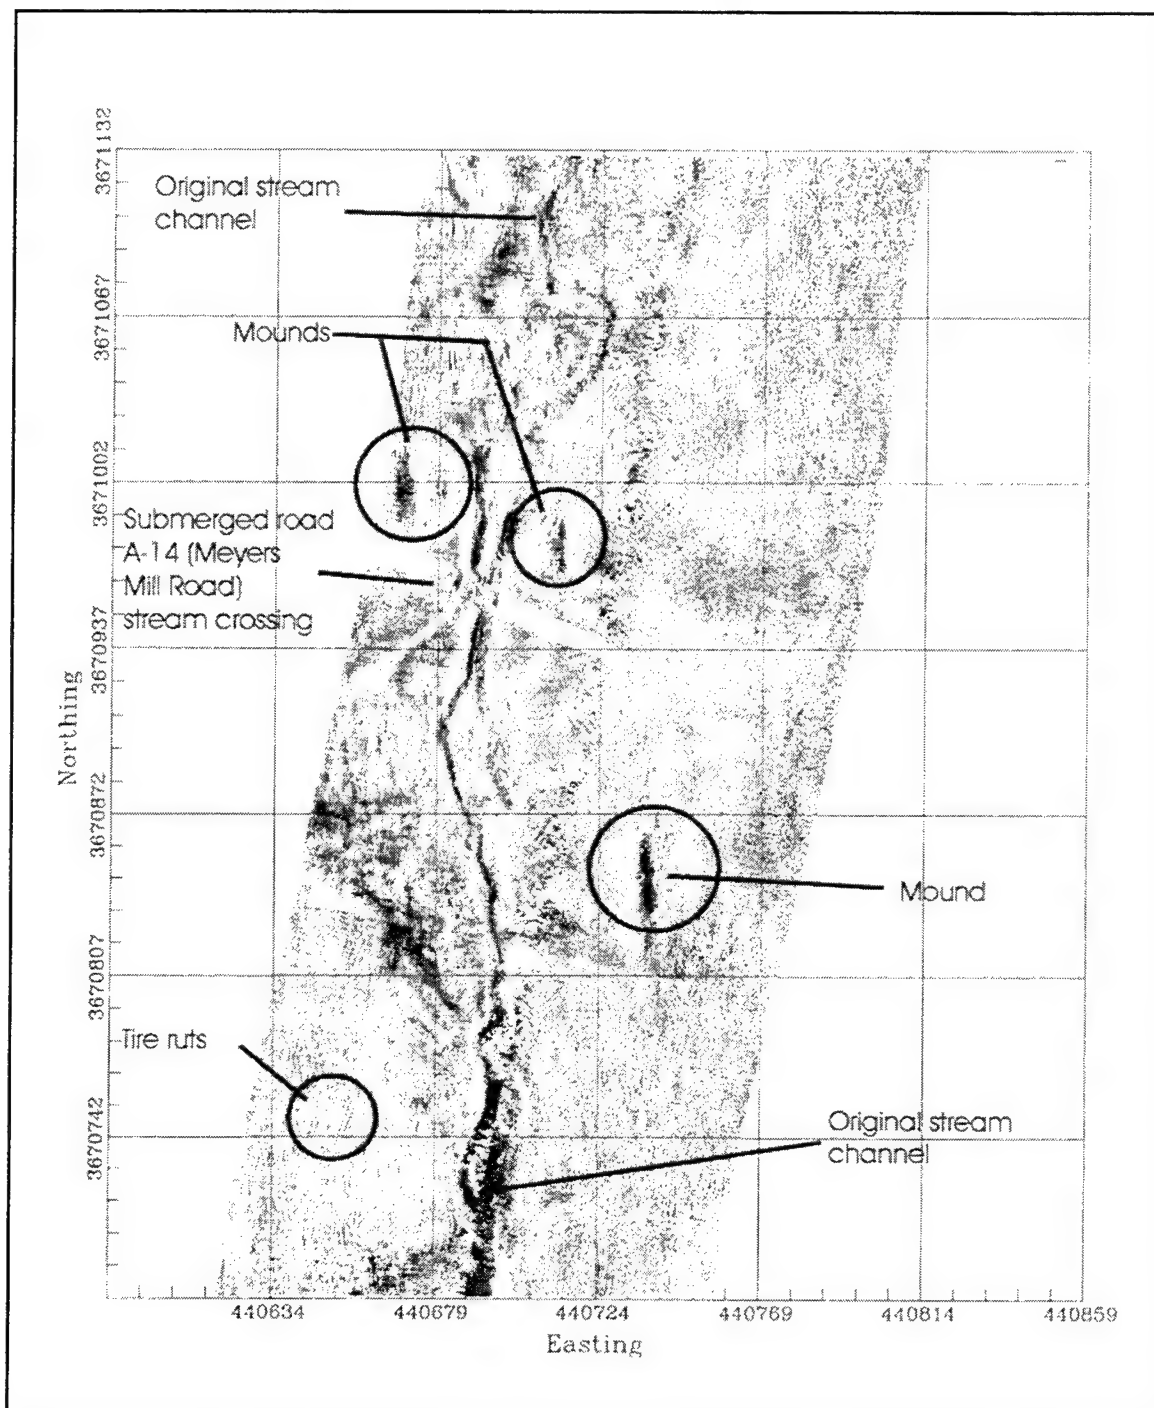 3671132
Original stream
channel
3671067
Mounds
3671002
Submerged road
A-14 (Meyers
Mill Road)
stream crossing
3670937
Northing
3670872
Mound
3670807
Tire ruts
3670742
Original stream
channel
440634 440679 440724 440769 440814 440859
Easting